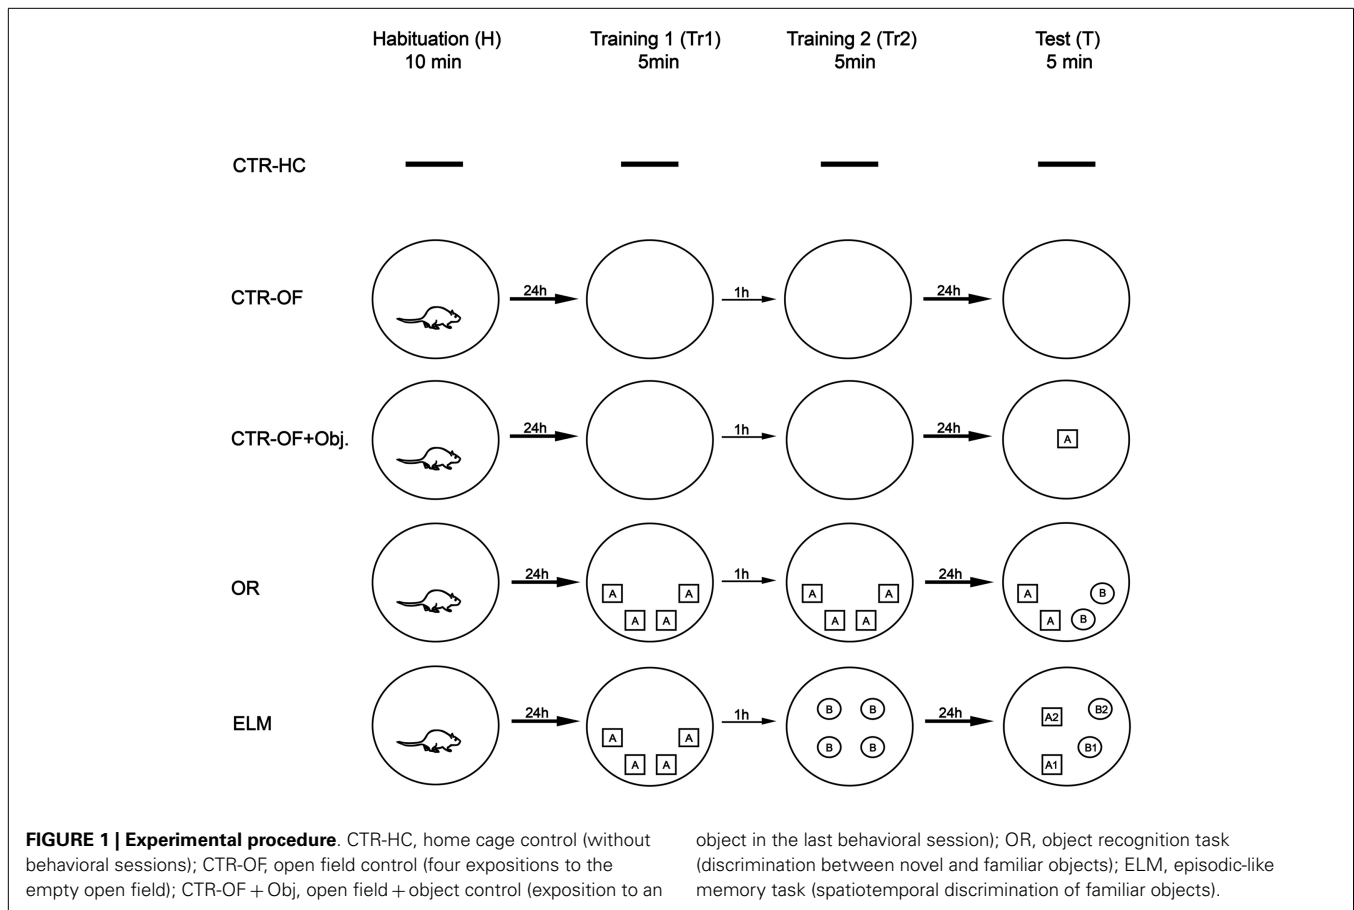 Habituation (H)
10 min
Training 1 (Tr1)
5min
Training 2 (Tr2)
5min
Test (T)
5 min
CTR-HC
CTR-OF
24h
1h
24h
CTR-OF+Obj.
24h
1h
24h
A
OR
24h
1h
24h
A A
A A
A A
A A
A B
A B
ELM
24h
1h
24h
A A
A A
B B
B B
A2 B2
A1 B1
FIGURE 1 | Experimental procedure. CTR-HC, home cage control (without
behavioral sessions); CTR-OF, open field control (four expositions to the
empty open field); CTR-OF + Obj, open field + object control (exposition to an
object in the last behavioral session); OR, object recognition task
(discrimination between novel and familiar objects); ELM, episodic-like
memory task (spatiotemporal discrimination of familiar objects).